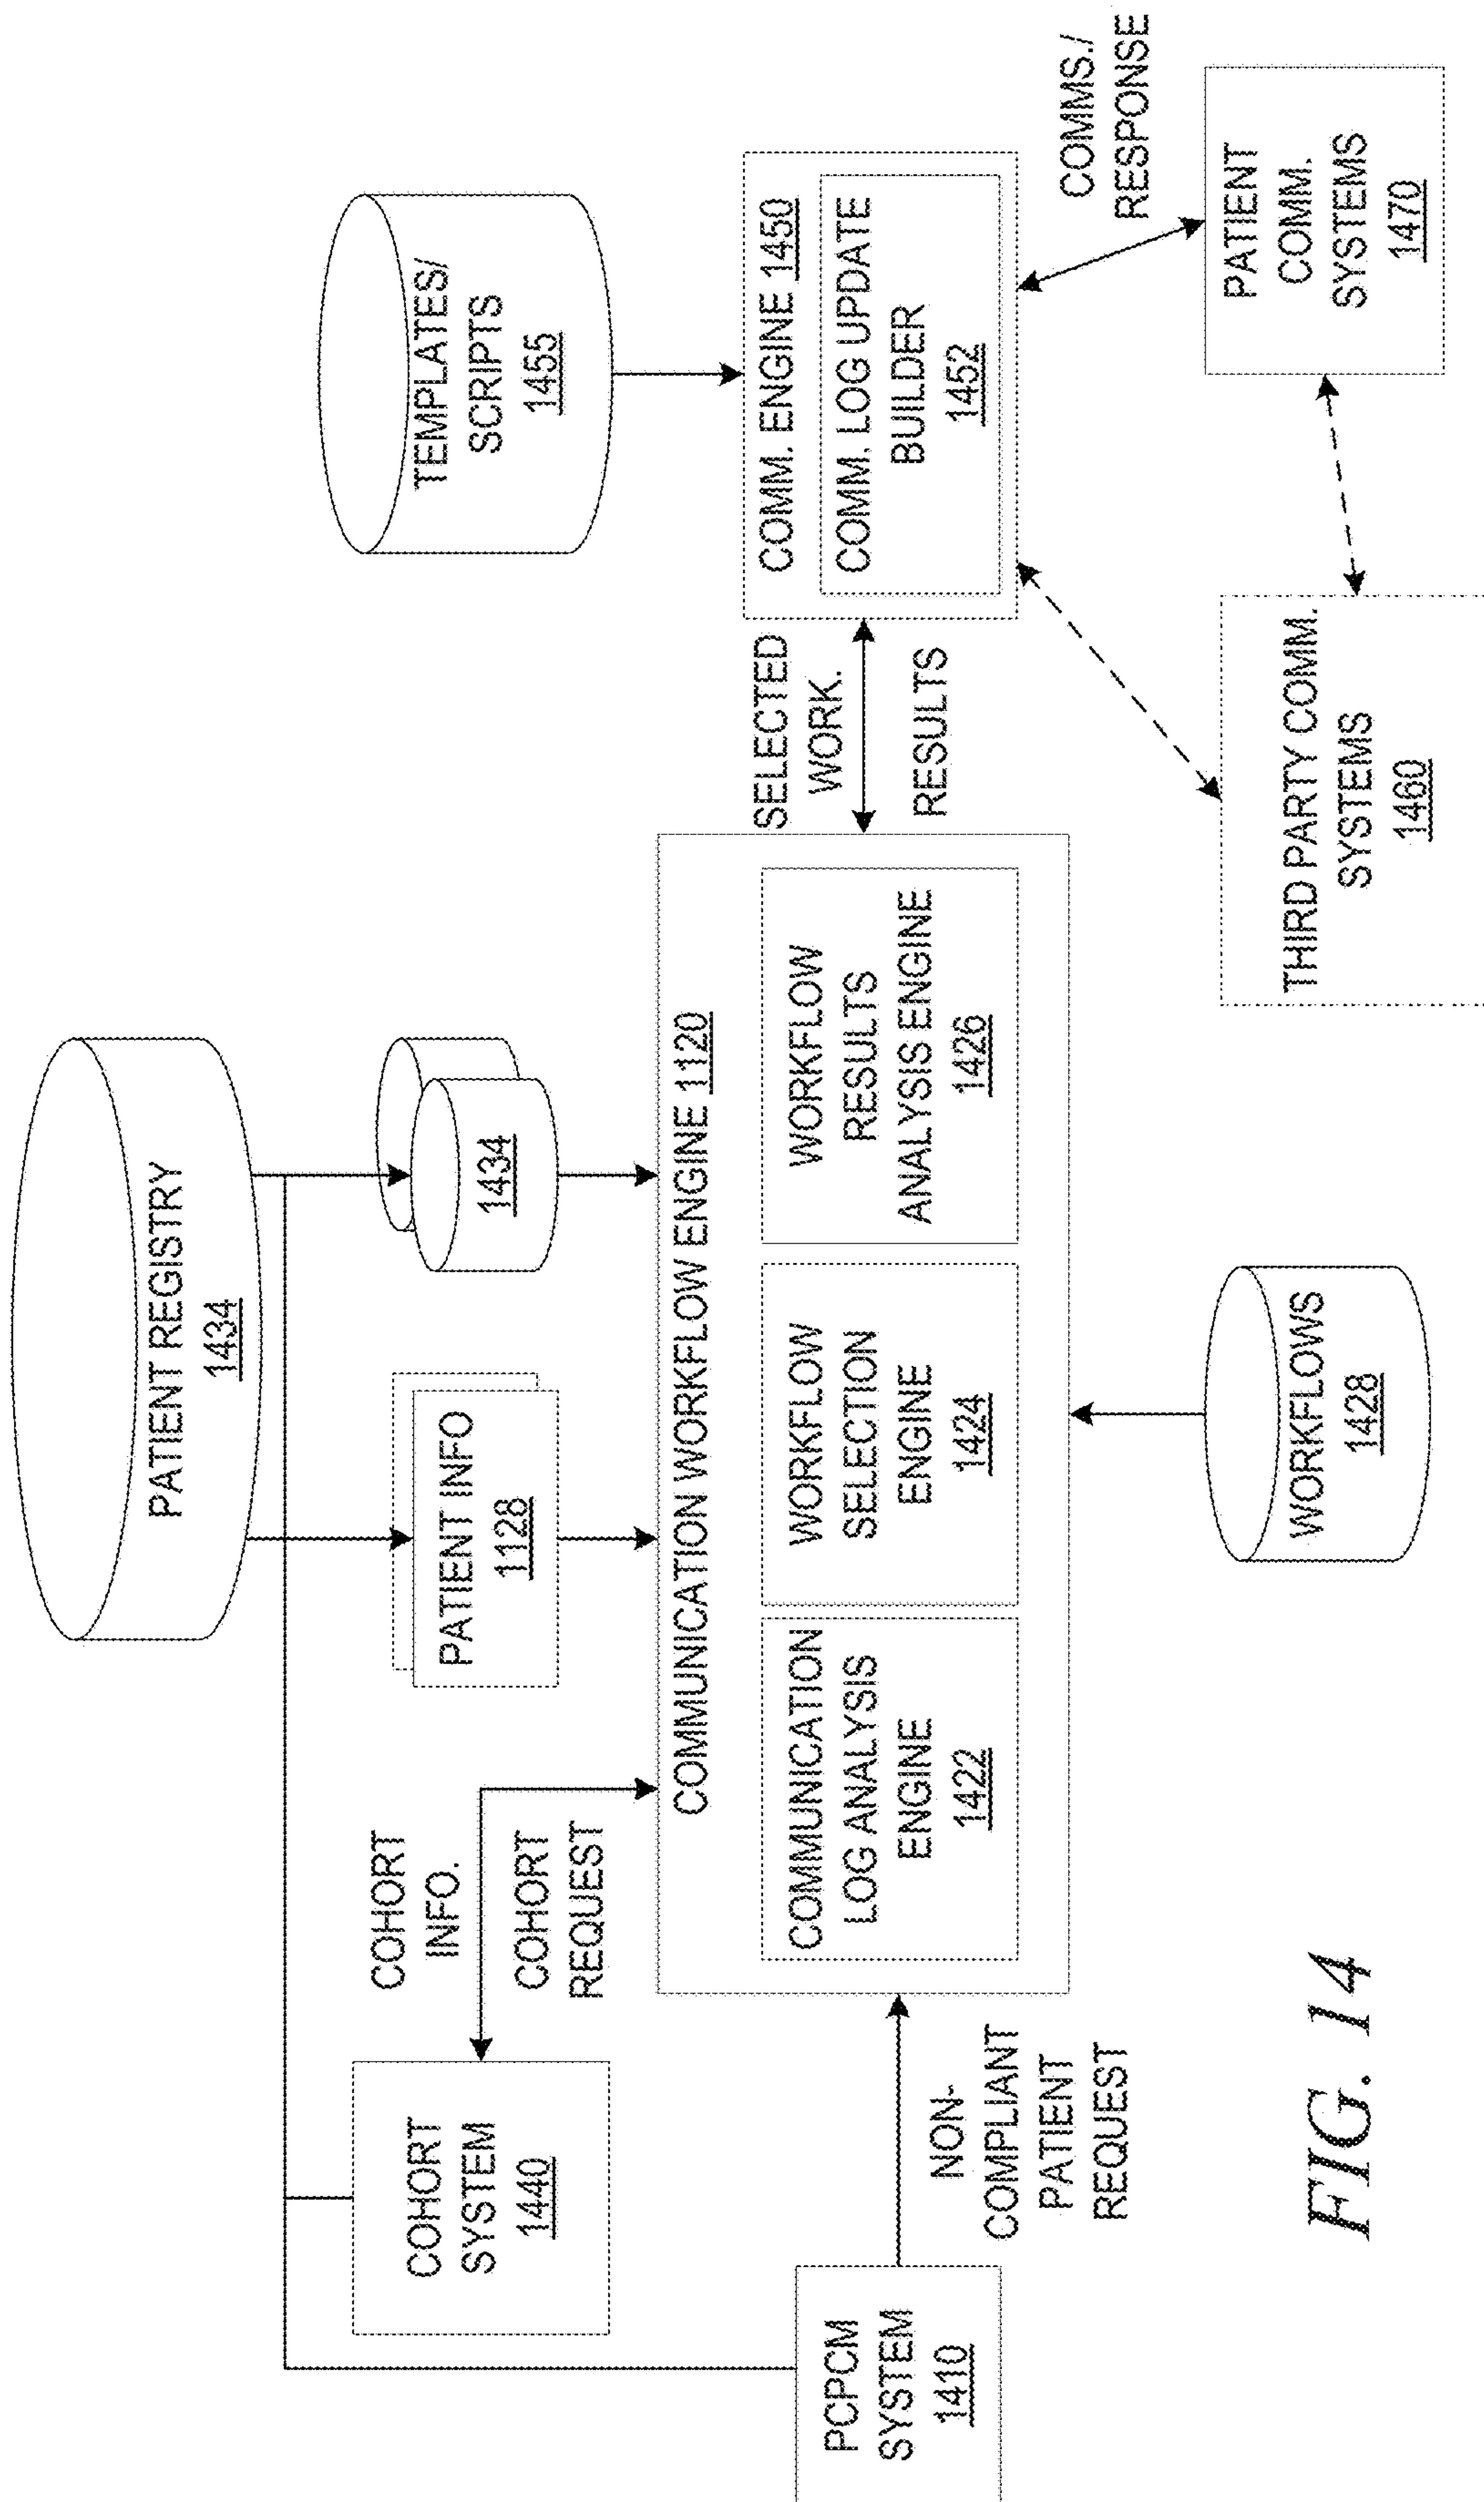 PATIENT REGISTRY
1434
COHORT
INFO.
COHORT
REQUEST
COHORT
SYSTEM
1440
PATIENT INFO
1128
1434
TEMPLATES/
SCRIPTS
1455
PCPCM
SYSTEM
1410
NON-
COMPLIANT
PATIENT
REQUEST
COMMUNICATION WORKFLOW ENGINE 1120
COMMUNICATION
LOG ANALYSIS
ENGINE
1422
WORKFLOW
SELECTION
ENGINE
1424
WORKFLOW
RESULTS
ANALYSIS ENGINE
1426
SELECTED
WORK.
RESULTS
COMM. ENGINE 1450
COMM. LOG UPDATE
BUILDER
1452
COMMS./
RESPONSE
WORKFLOWS
1428
THIRD PARTY COMM.
SYSTEMS
1460
PATIENT
COMM.
SYSTEMS
1470
FIG. 14